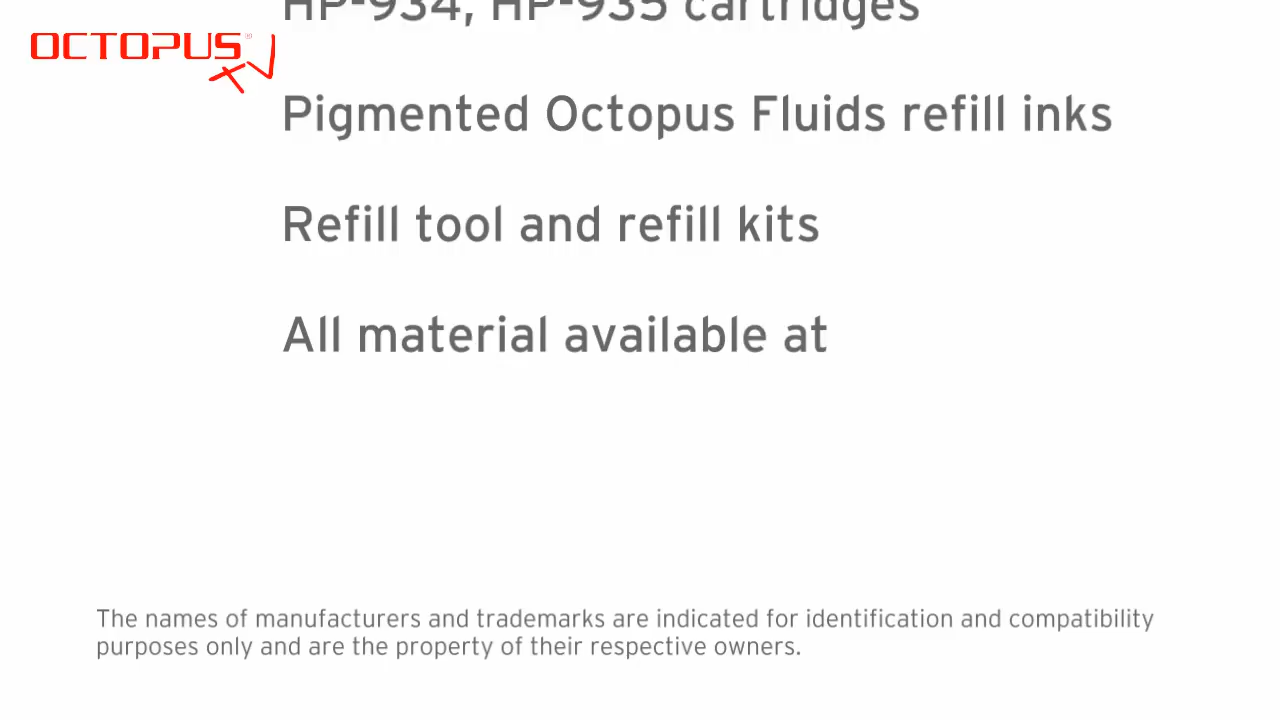 HP-934, HP-935 cartridges
OCTOPUS®
Pigmented Octopus Fluids refill inks
Refill tool and refill kits
All material available at
The names of manufacturers and trademarks are indicated for identification and compatibility
purposes only and are the property of their respective owners.